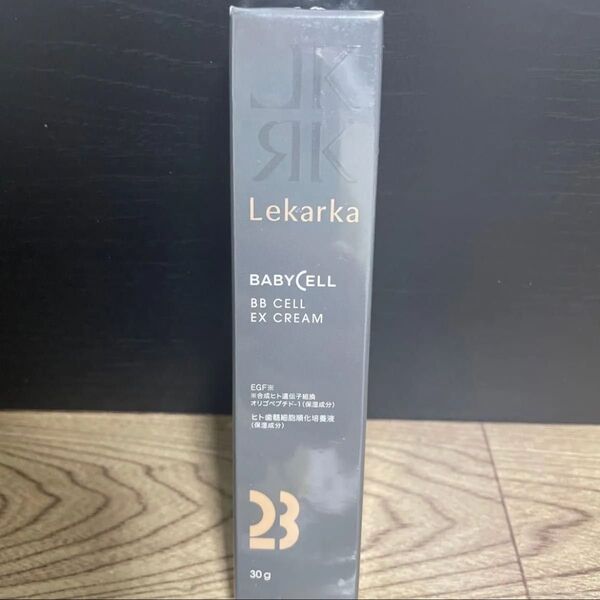 Lekarka
BABYCELL
BB CELL
EX CREAM
EGF※
※合成ヒト遺伝子組換
オリゴペプチド-1(保湿成分)
ヒト歯髄細胞順化培養液
(保湿成分)
23
30g